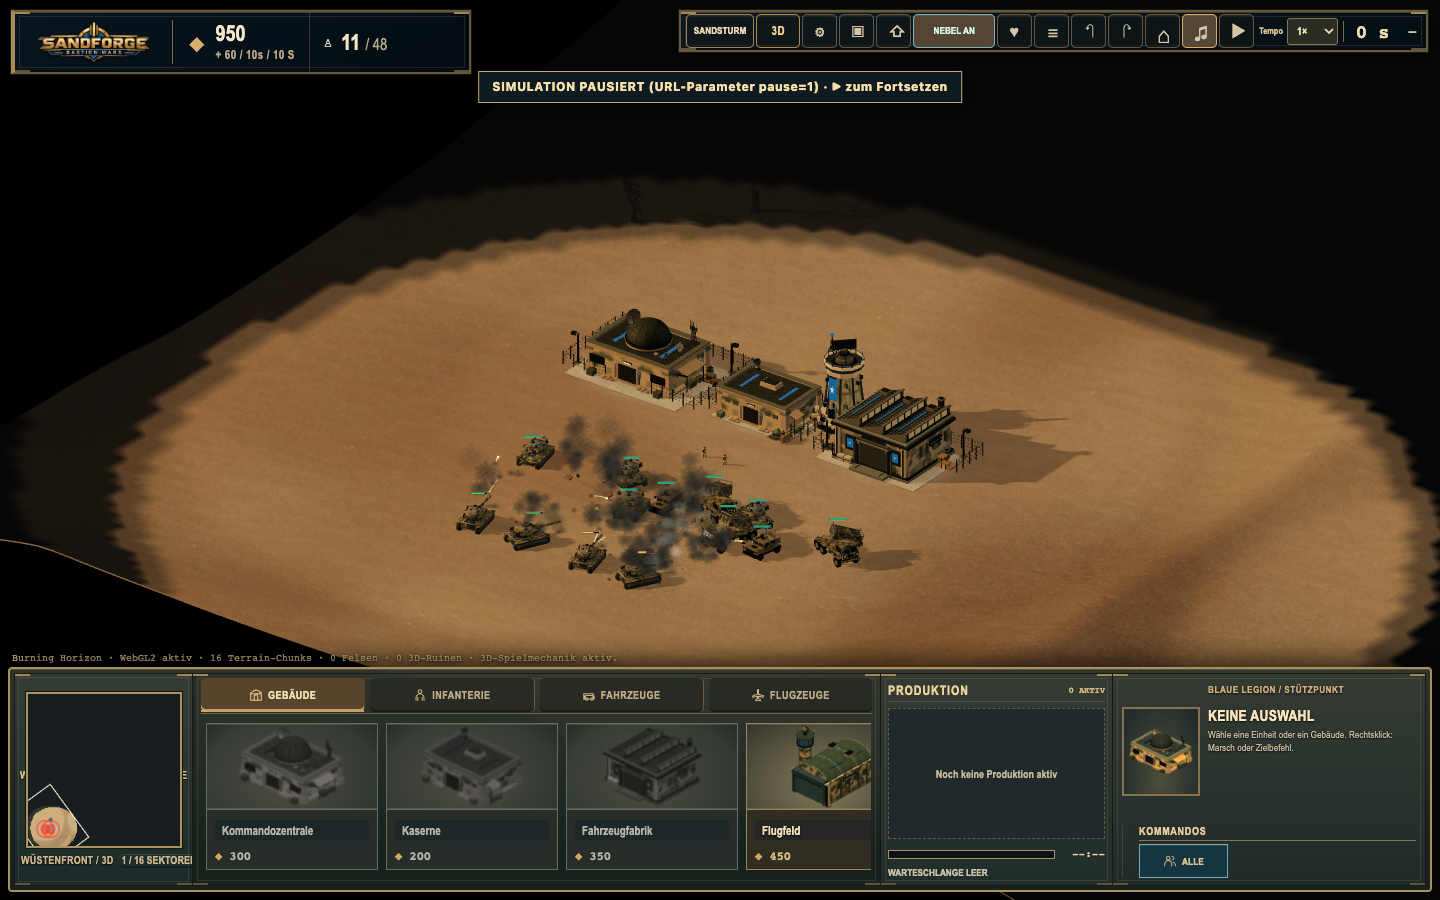 SANDFORGE
BASTION WARS
950
+ 60 / 10s / 10 S
11 / 48
SANDSTURM
3D
NEBEL AN
Tempo
1×
0 s –
SIMULATION PAUSIERT (URL-Parameter pause=1) · ▶ zum Fortsetzen
Burning Horizon · WebGL2 aktiv · 16 Terrain-Chunks · 0 Felsen · 0 3D-Ruinen · 3D-Spielmechanik aktiv.
WÜSTENFRONT / 3D 1 / 16 SEKTOREN
GEBÄUDE
INFANTERIE
FAHRZEUGE
FLUGZEUGE
Kommandozentrale
300
Kaserne
200
Fahrzeugfabrik
350
Flugfeld
450
PRODUKTION
0 AKTIV
Noch keine Produktion aktiv
--:--
WARTESCHLANGE LEER
BLAUE LEGION / STÜTZPUNKT
KEINE AUSWAHL
Wähle eine Einheit oder ein Gebäude. Rechtsklick:
Marsch oder Zielbefehl.
KOMMANDOS
ALLE